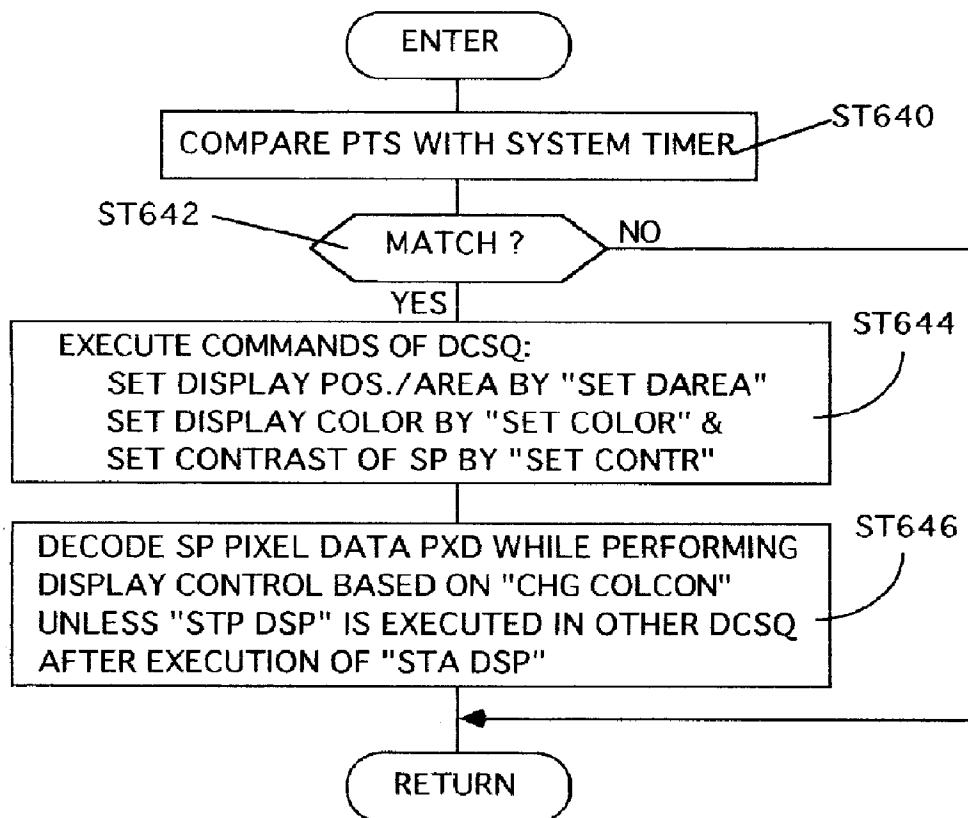 ENTER
COMPARE PTS WITH SYSTEM TIMER
ST640
ST642
MATCH ?
NO
YES
ST644
EXECUTE COMMANDS OF DCSQ:
SET DISPLAY POS./AREA BY "SET DAREA"
SET DISPLAY COLOR BY "SET COLOR" &
SET CONTRAST OF SP BY "SET CONTR"
ST646
DECODE SP PIXEL DATA PXD WHILE PERFORMING
DISPLAY CONTROL BASED ON "CHG COLCON"
UNLESS "STP DSP" IS EXECUTED IN OTHER DCSQ
AFTER EXECUTION OF "STA DSP"
RETURN